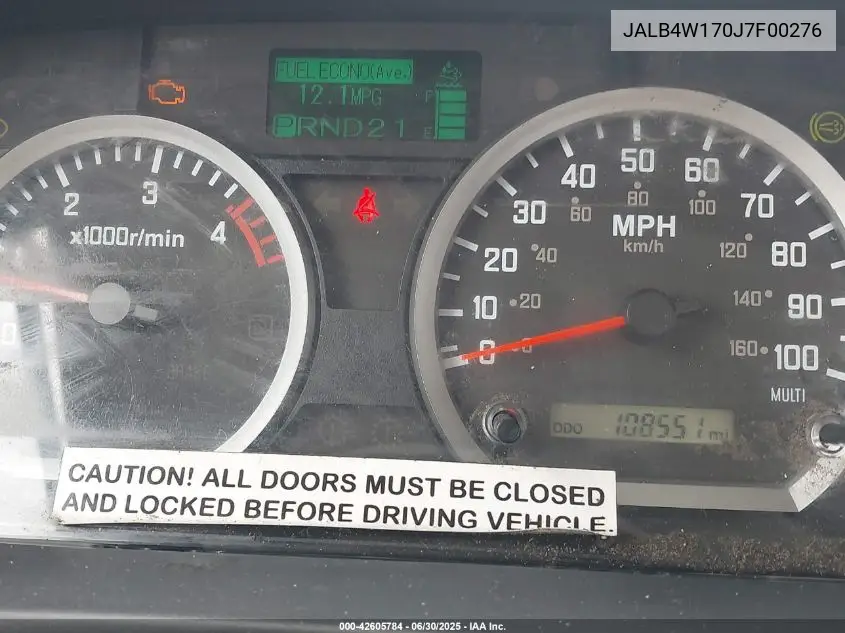 JALB4W170J7F00276
FUEL ECONO(Ave.)
12.1MPG
PRND21
F
E
2
3
4
x1000r/min
0
0
10
20
30
40
50
60
70
80
90
100
MPH
km/h
20
40
60
80
100
120
140
160
MULTI
ODO 108551 mi
CAUTION! ALL DOORS MUST BE CLOSED
AND LOCKED BEFORE DRIVING VEHICLE.
000-42605784 - 06/30/2025 - IAA Inc.